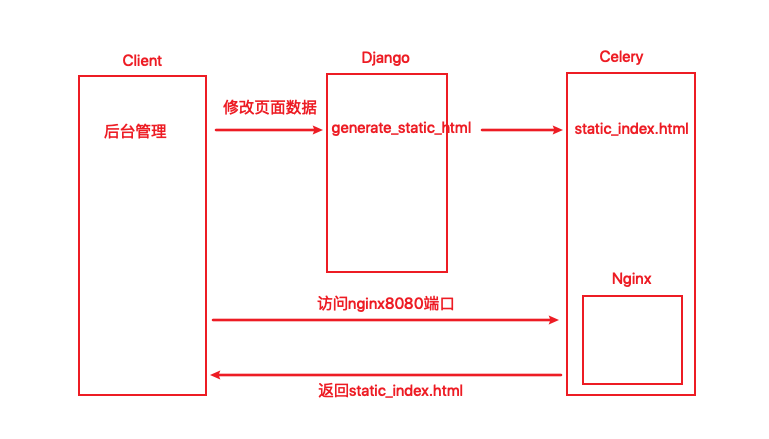 Client
Django
Celery
后台管理
修改页面数据
generate_static_html
static_index.html
Nginx
访问nginx8080端口
返回static_index.html